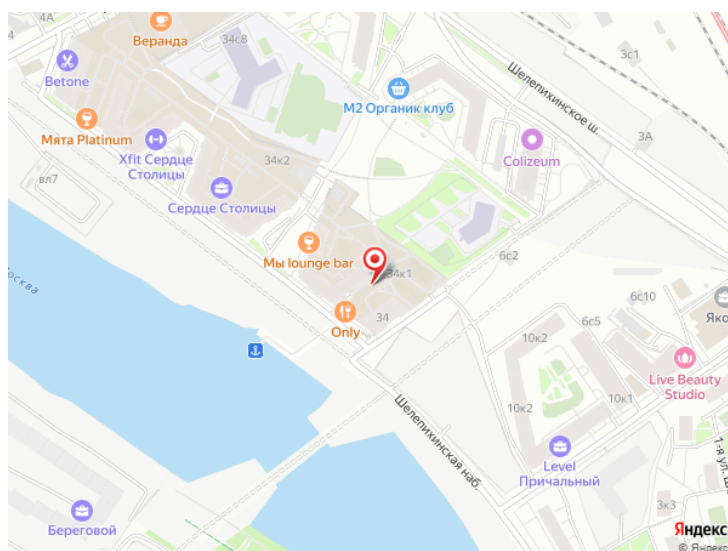 4
4А
Веранда
34с8
3с1
Betone
Шелепихинское ш.
М2 Органик клуб
Мята Platinum
3А
Xfit Сердце
Столицы
34к2
Colizeum
вл7
Сердце Столицы
Мы lounge bar
34к1
6с2
6с10
Only
34
6с5
10к2
Live Beauty
Studio
10к1
10к2
Шелепихинская наб.
Level
Причальный
3к3
Береговой
Яндекс